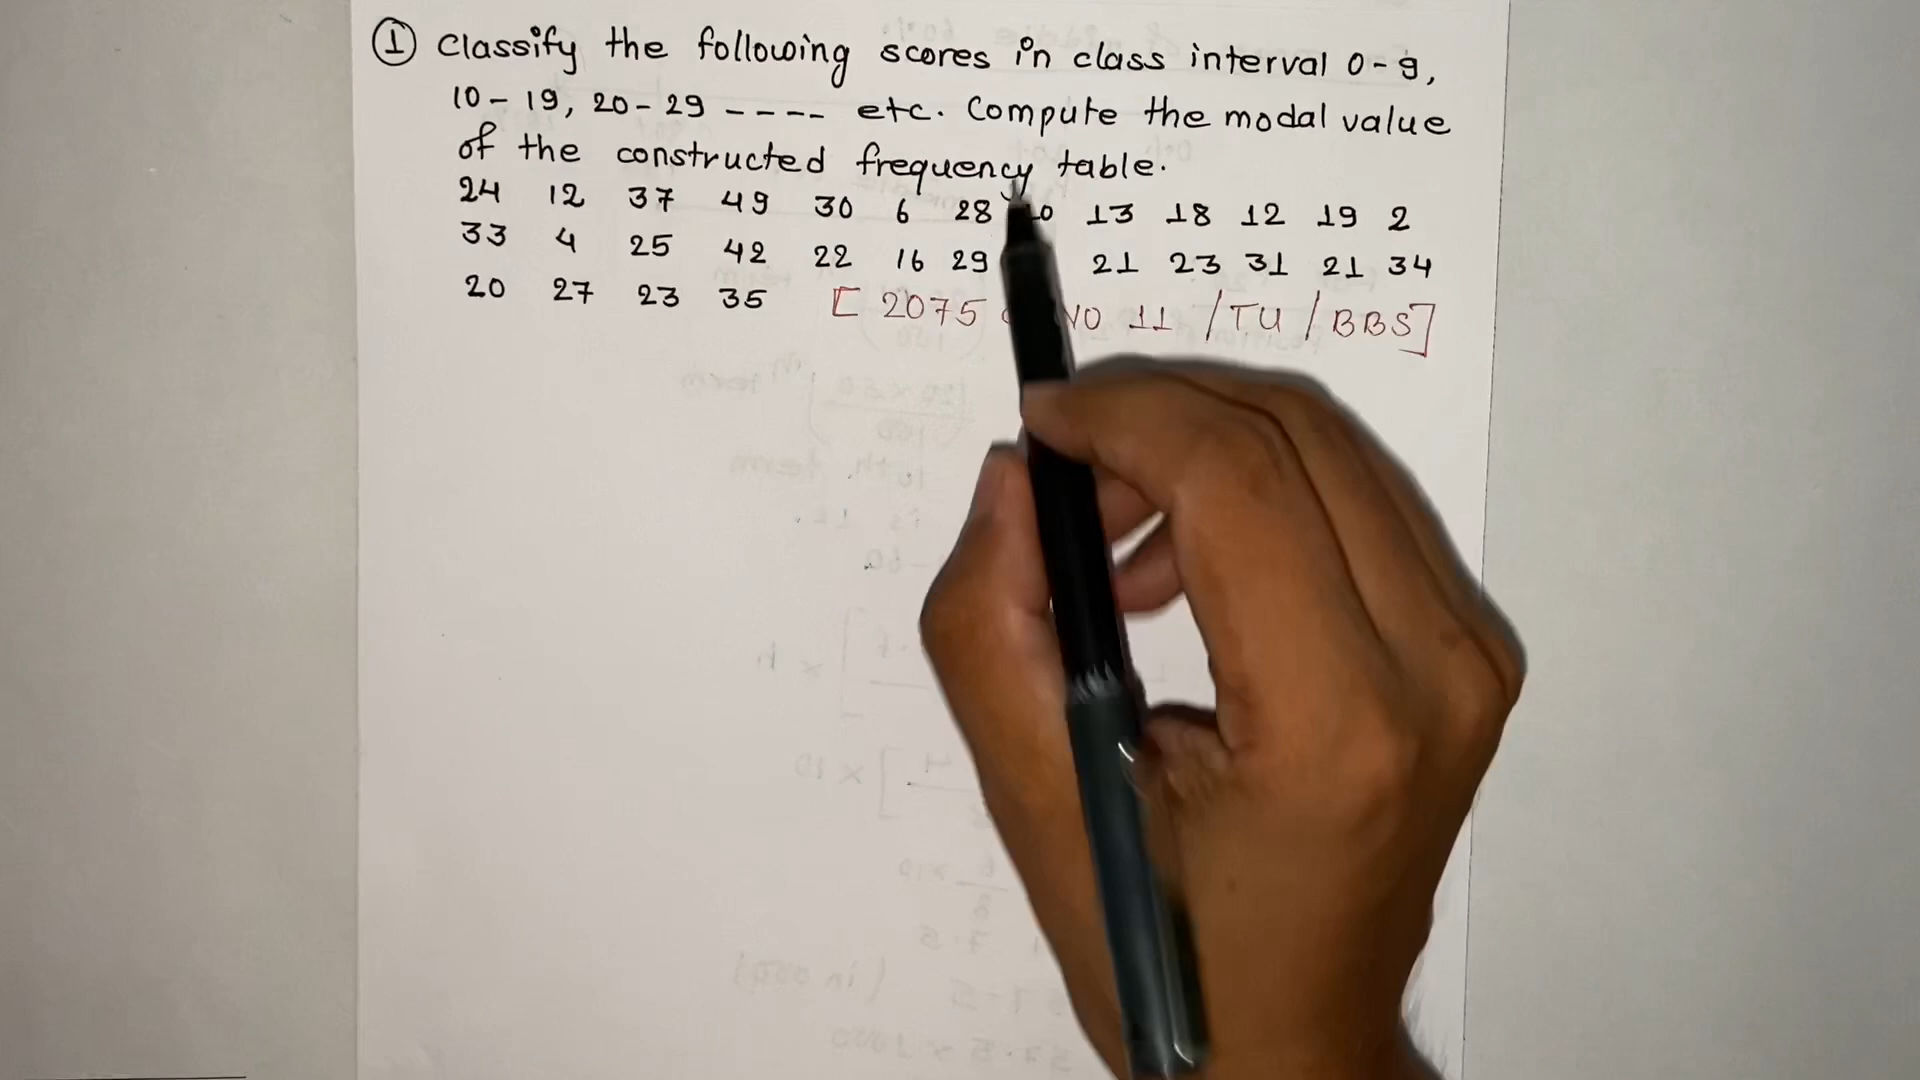 ① Classify the following scores in class interval 0-9,
10-19, 20-29 ---- etc. Compute the modal value
of the constructed frequency table.
24 12 37 49 30 6 28 13 18 12 19 2
33 4 25 42 22 16 29 21 23 31 21 34
20 27 23 35 [ 2075 NO 11 / TU / BBS]